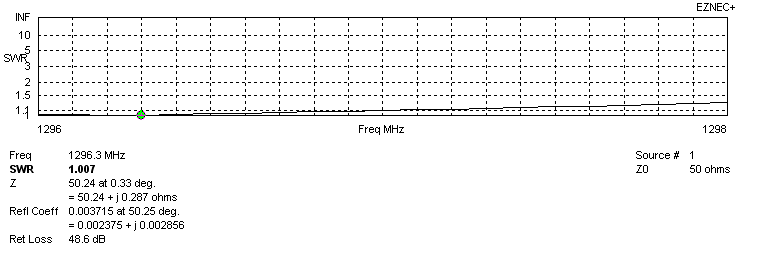 EZNEC+
INF
10
5
SWR
3
2
1.5
1.1
1
1296 Freq MHz 1298
Freq 1296.3 MHz Source # 1
SWR 1.007 Z0 50 ohms
Z 50.24 at 0.33 deg.
= 50.24 + j 0.287 ohms
Refl Coeff 0.003715 at 50.25 deg.
= 0.002375 + j 0.002856
Ret Loss 48.6 dB